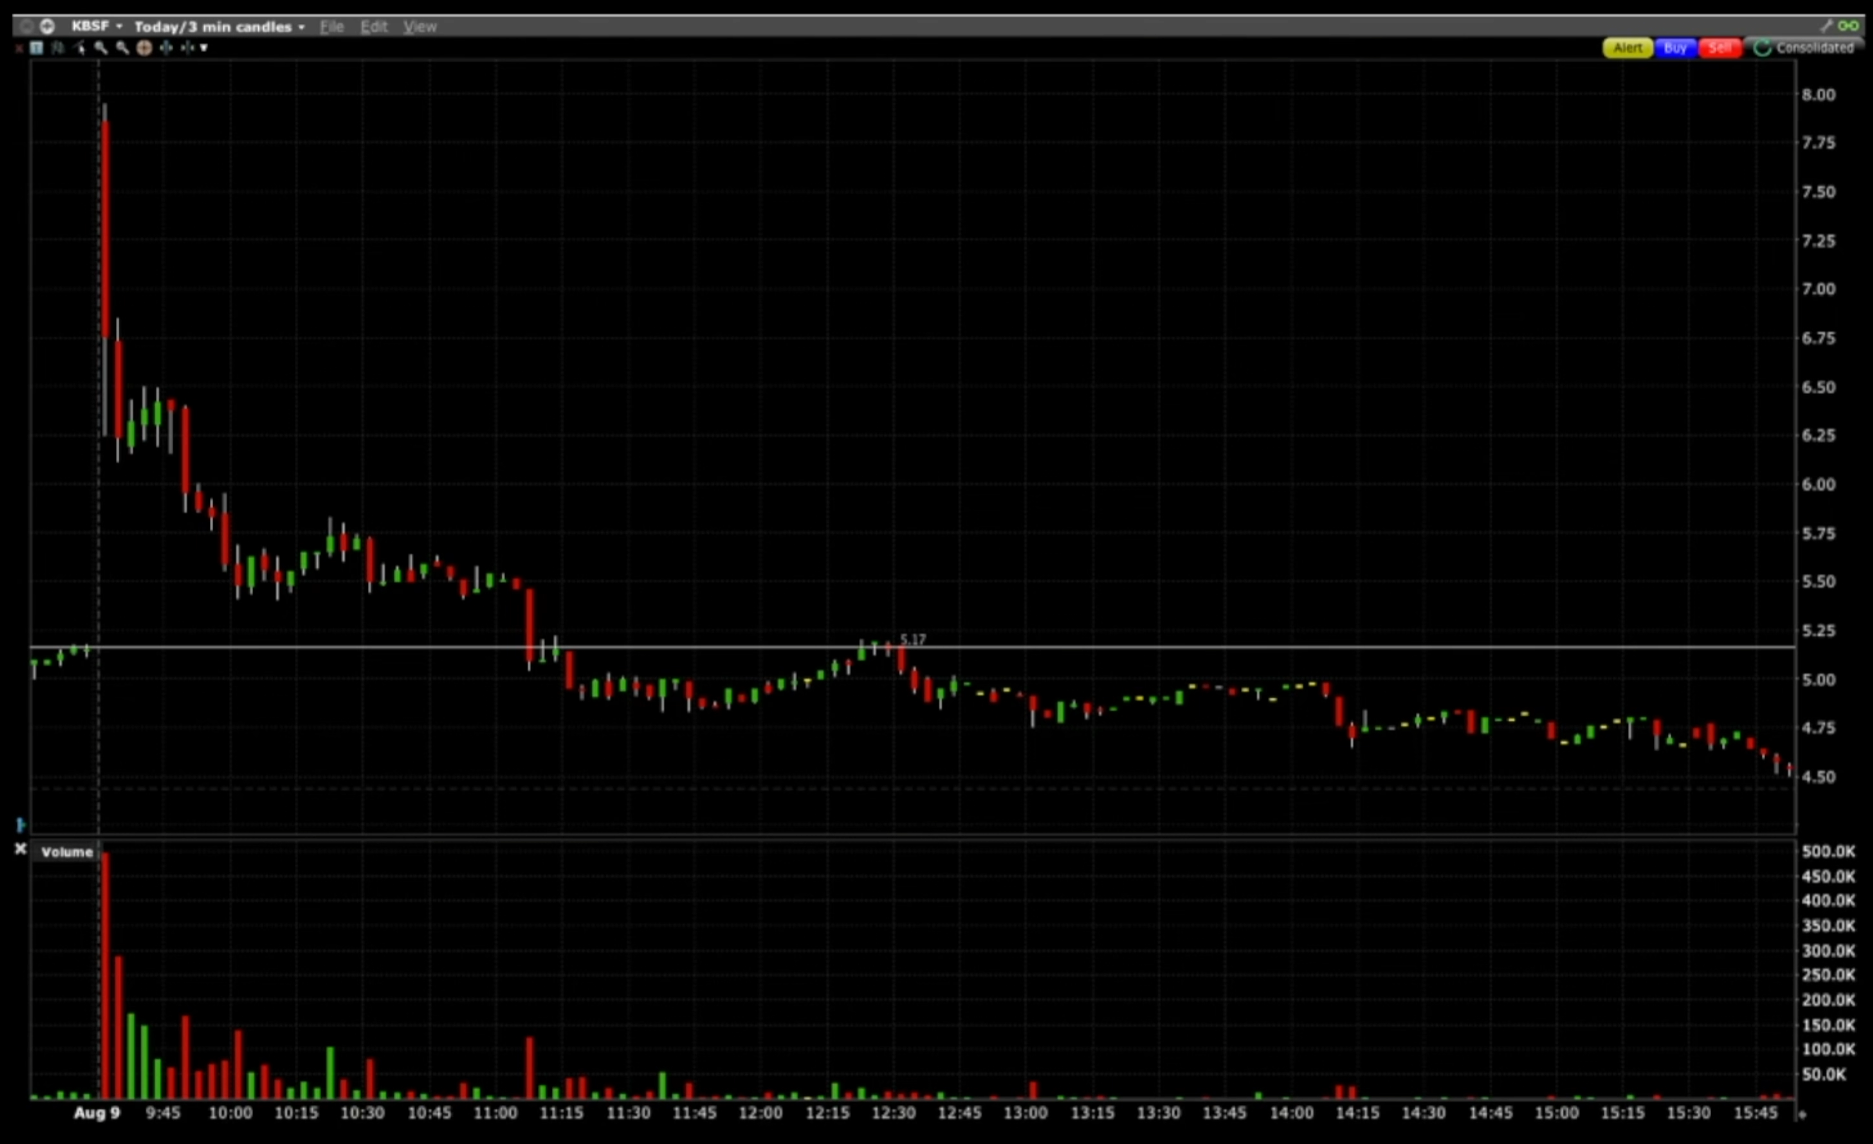 KBSF Today/3 min candles File Edit View
Alert Buy Sell Consolidated
8.00
7.75
7.50
7.25
7.00
6.75
6.50
6.25
6.00
5.75
5.50
5.25
5.17
5.00
4.75
4.50
Volume
500.0K
450.0K
400.0K
350.0K
300.0K
250.0K
200.0K
150.0K
100.0K
50.0K
Aug 9 9:45 10:00 10:15 10:30 10:45 11:00 11:15 11:30 11:45 12:00 12:15 12:30 12:45 13:00 13:15 13:30 13:45 14:00 14:15 14:30 14:45 15:00 15:15 15:30 15:45